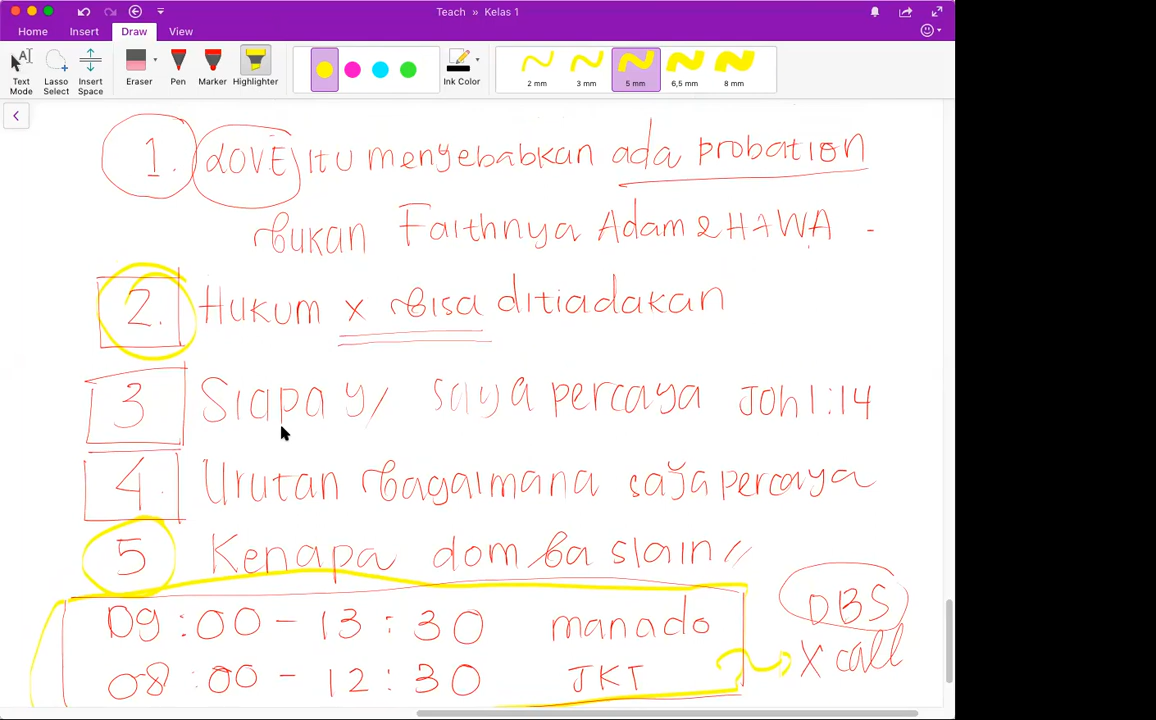 Teach » Kelas 1
Home Insert Draw View
Text Mode Lasso Select Insert Space Eraser Pen Marker Highlighter Ink Color 2 mm 3 mm 5 mm 6,5 mm 8 mm
1. LOVE itu menyebabkan ada probation
bukan Faithnya Adam & HAWA -
2. Hukum x bisa ditiadakan
3 Siapa y/ saya percaya JOH 1:14
4. Urutan bagaimana saja percaya
5 Kenapa domba slain //
09:00 - 13:30 manado
08:00 - 12:30 JKT
DBS
X call